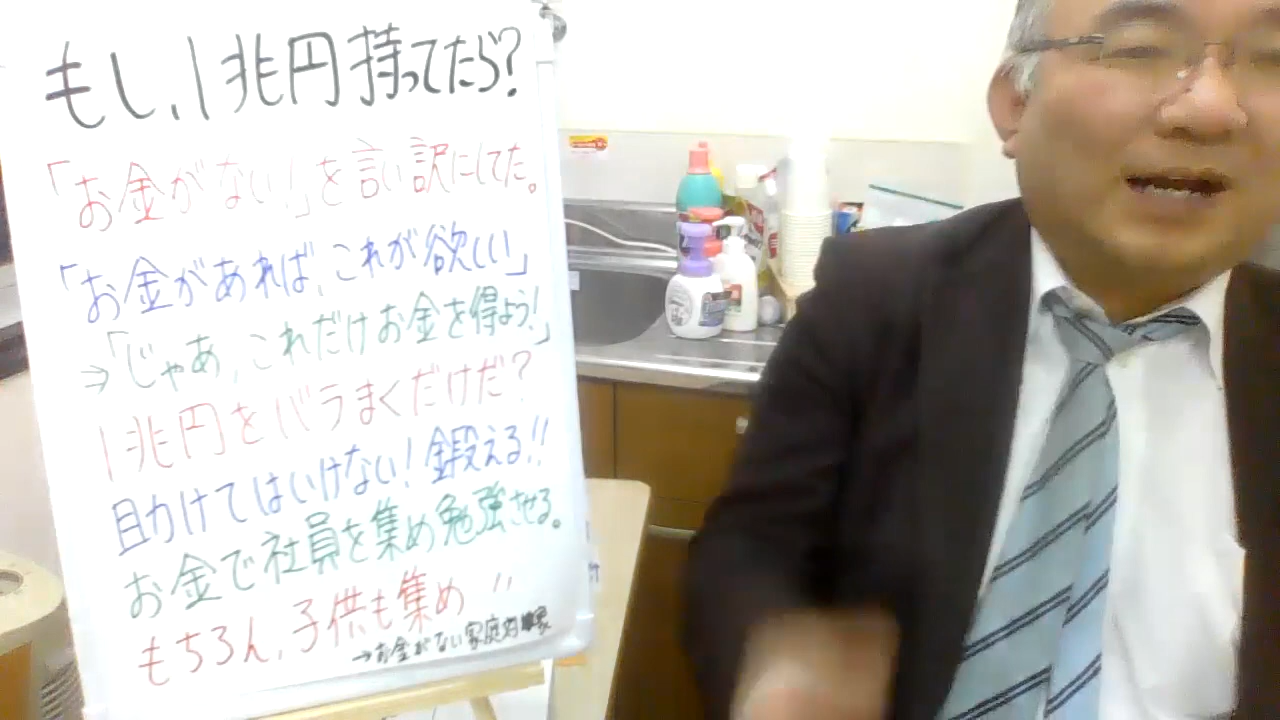 もし、1兆円持ってたら?
「お金がない!」を言い訳にしてた。
「お金があれば、これが欲しい」
⇒「じゃあ、これだけお金を得よう!」
1兆円をバラまくだけだ?
助けてはいけない!鍛える!!
お金で社員を集め勉強させる。
もちろん、子供も集め 〃
→お金がない家庭対象